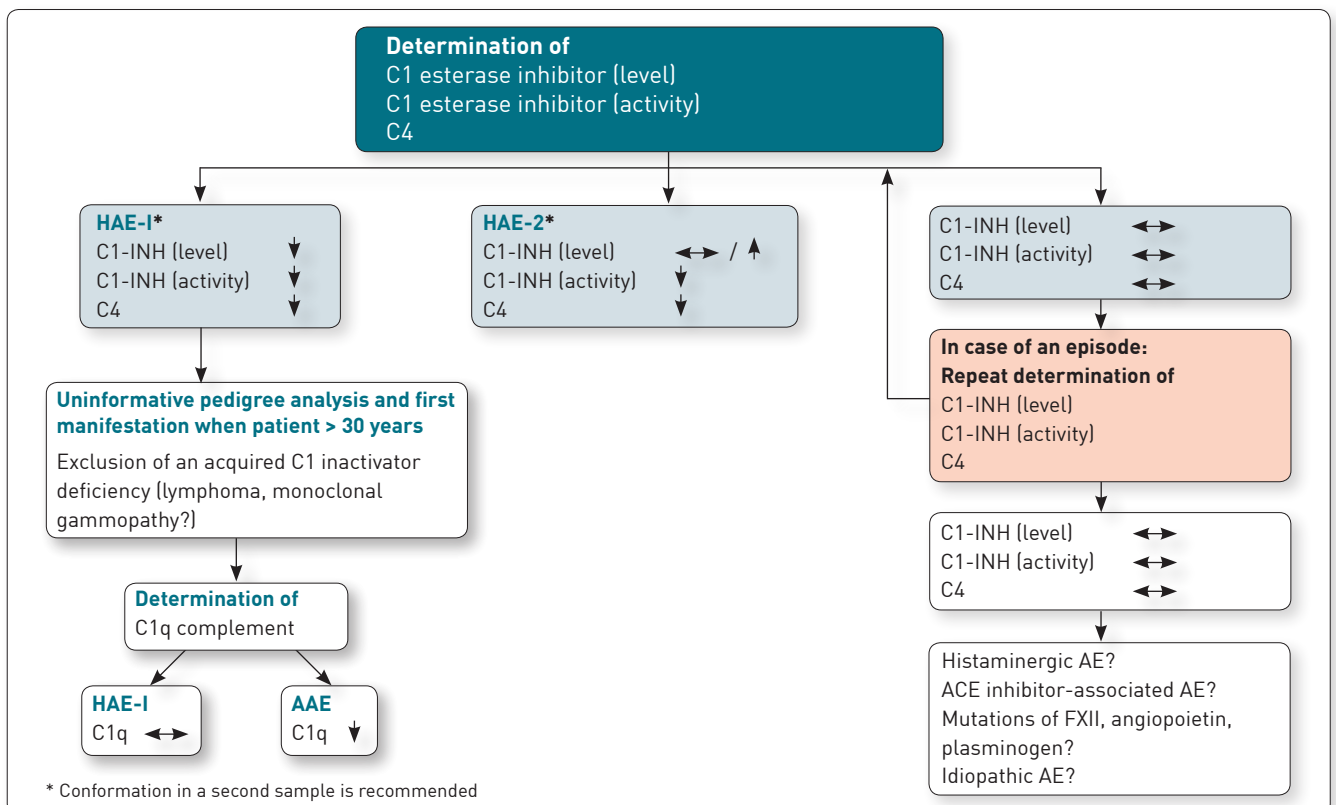 Determination of
C1 esterase inhibitor (level)
C1 esterase inhibitor (activity)
C4
HAE-I*
C1-INH (level)
C1-INH (activity)
C4
HAE-2*
C1-INH (level) /
C1-INH (activity)
C4
C1-INH (level)
C1-INH (activity)
C4
In case of an episode:
Repeat determination of
C1-INH (level)
C1-INH (activity)
C4
Uninformative pedigree analysis and first
manifestation when patient > 30 years
Exclusion of an acquired C1 inactivator
deficiency (lymphoma, monoclonal
gammopathy?)
C1-INH (level)
C1-INH (activity)
C4
Determination of
C1q complement
HAE-I
C1q
AAE
C1q
Histaminergic AE?
ACE inhibitor-associated AE?
Mutations of FXII, angiopoietin,
plasminogen?
Idiopathic AE?
* Conformation in a second sample is recommended